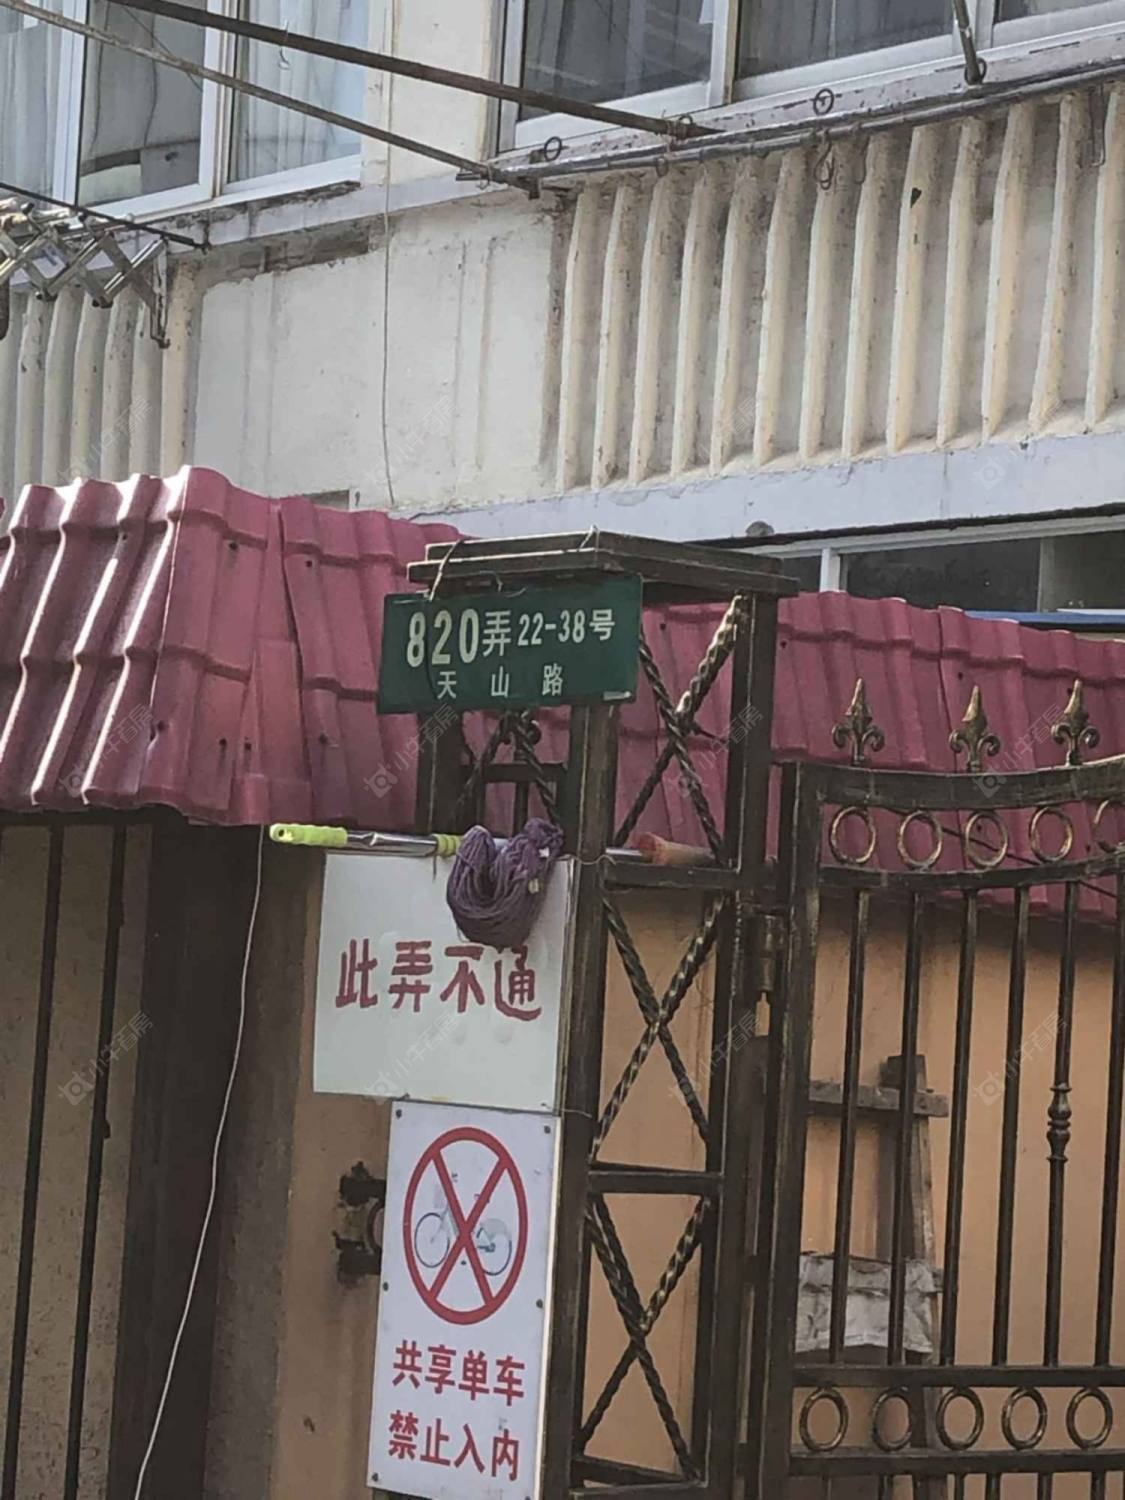 820弄22-38号
天山路
此弄不通
共享单车
禁止入内